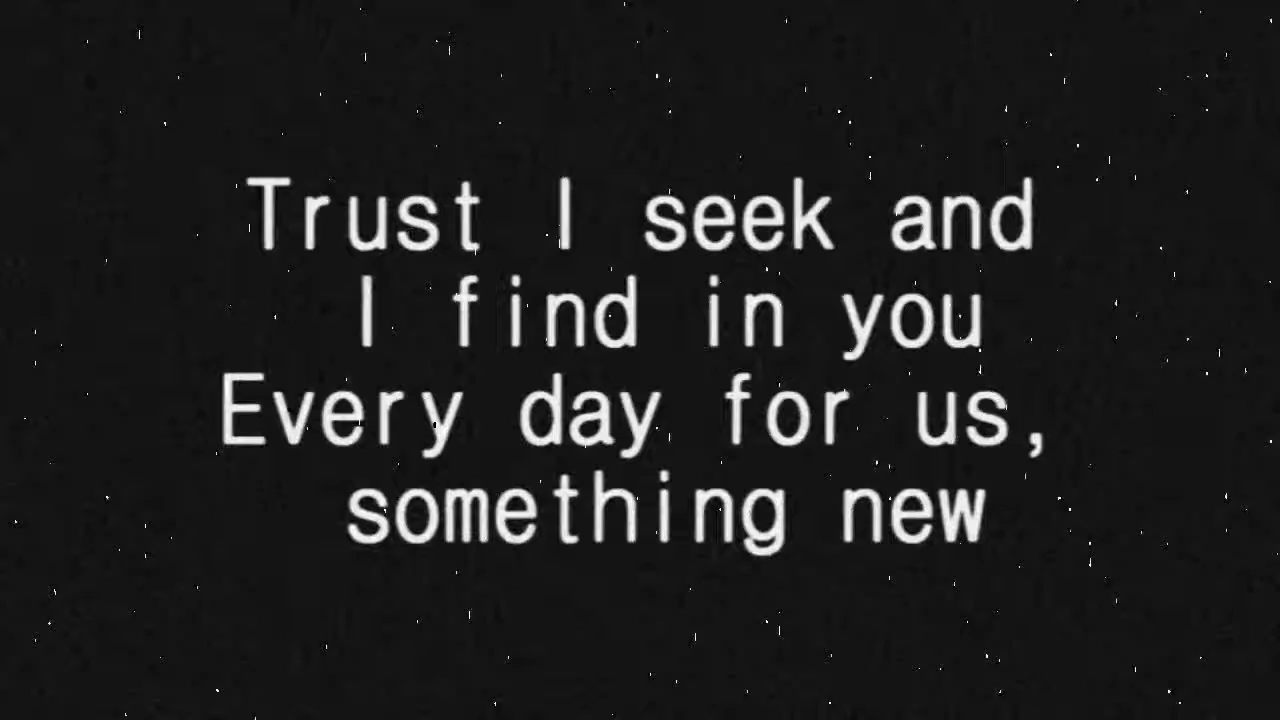 Trust I seek and
I find in you
Every day for us,
something new